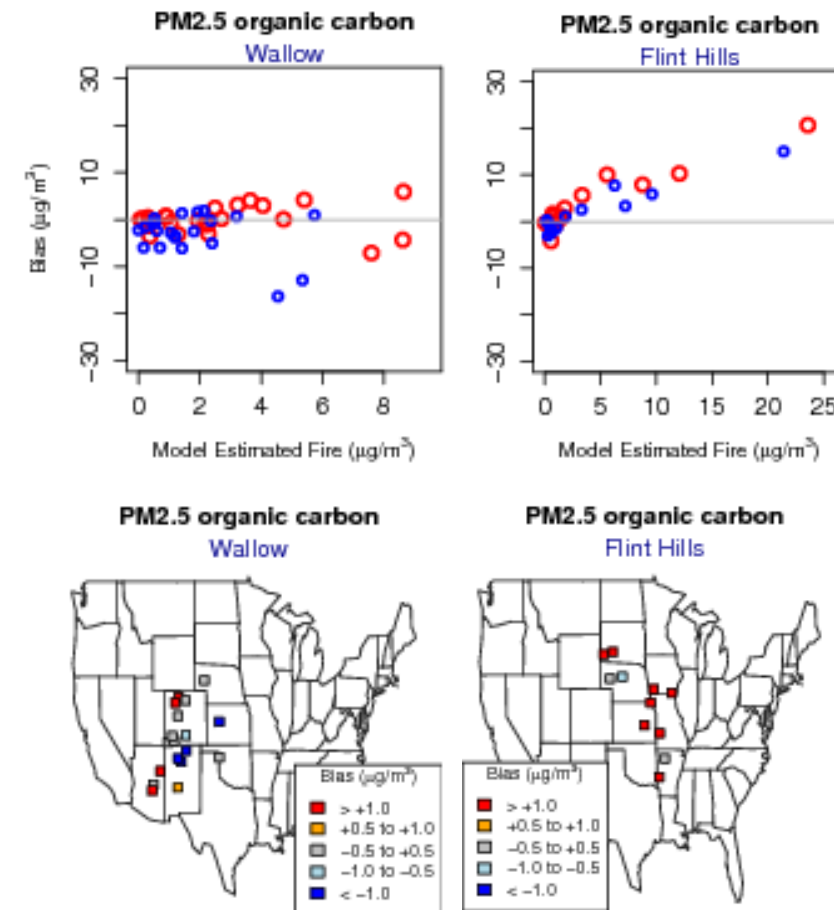 PM2.5 organic carbon
Wallow
30
10
−10
−30
Bias (μg/m³)
0 2 4 6 8
Model Estimated Fire (μg/m³)
PM2.5 organic carbon
Flint Hills
30
10
−10
−30
0 5 10 15 20 25
Model Estimated Fire (μg/m³)
PM2.5 organic carbon
Wallow
Bias (μg/m³)
> +1.0
+0.5 to +1.0
−0.5 to +0.5
−1.0 to −0.5
< −1.0
PM2.5 organic carbon
Flint Hills
Bias (μg/m³)
> +1.0
+0.5 to +1.0
−0.5 to +0.5
−1.0 to −0.5
< −1.0